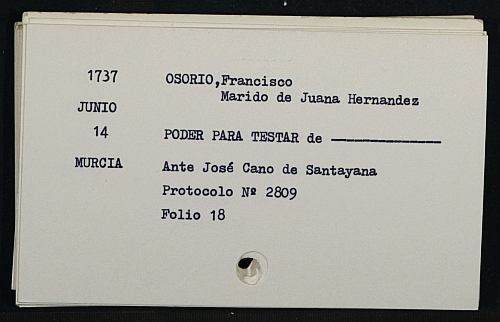 1737 OSORIO,Francisco
Marido de Juana Hernandez
JUNIO
14 PODER PARA TESTAR de ——————
MURCIA Ante José Cano de Santayana
Protocolo Nº 2809
Folio 18